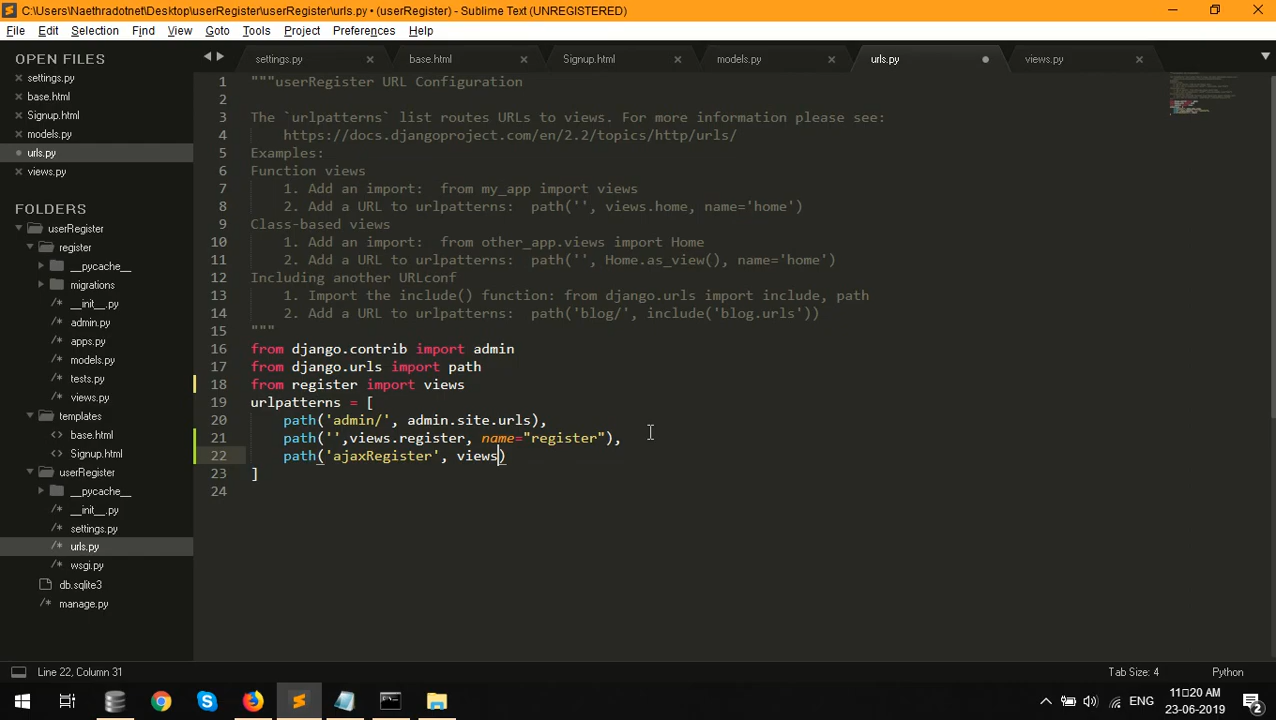 C:\Users\Naethradotnet\Desktop\userRegister\userRegister\urls.py • (userRegister) - Sublime Text (UNREGISTERED)
File Edit Selection Find View Goto Tools Project Preferences Help
OPEN FILES
settings.py
base.html
Signup.html
models.py
urls.py
views.py
FOLDERS
userRegister
register
__pycache__
migrations
__init__.py
admin.py
apps.py
models.py
tests.py
views.py
templates
base.html
Signup.html
userRegister
__pycache__
__init__.py
settings.py
urls.py
wsgi.py
db.sqlite3
manage.py
settings.py base.html Signup.html models.py urls.py views.py
1 """userRegister URL Configuration
2
3 The `urlpatterns` list routes URLs to views. For more information please see:
4     https://docs.djangoproject.com/en/2.2/topics/http/urls/
5 Examples:
6 Function views
7     1. Add an import:  from my_app import views
8     2. Add a URL to urlpatterns:  path('', views.home, name='home')
9 Class-based views
10     1. Add an import:  from other_app.views import Home
11     2. Add a URL to urlpatterns:  path('', Home.as_view(), name='home')
12 Including another URLconf
13     1. Import the include() function: from django.urls import include, path
14     2. Add a URL to urlpatterns:  path('blog/', include('blog.urls'))
15 """
16 from django.contrib import admin
17 from django.urls import path
18 from register import views
19 urlpatterns = [
20     path('admin/', admin.site.urls),
21     path('',views.register, name="register"),
22     path('ajaxRegister', views)
23 ]
24
Line 22, Column 31 Tab Size: 4 Python
ENG 11:20 AM
23-06-2019
2